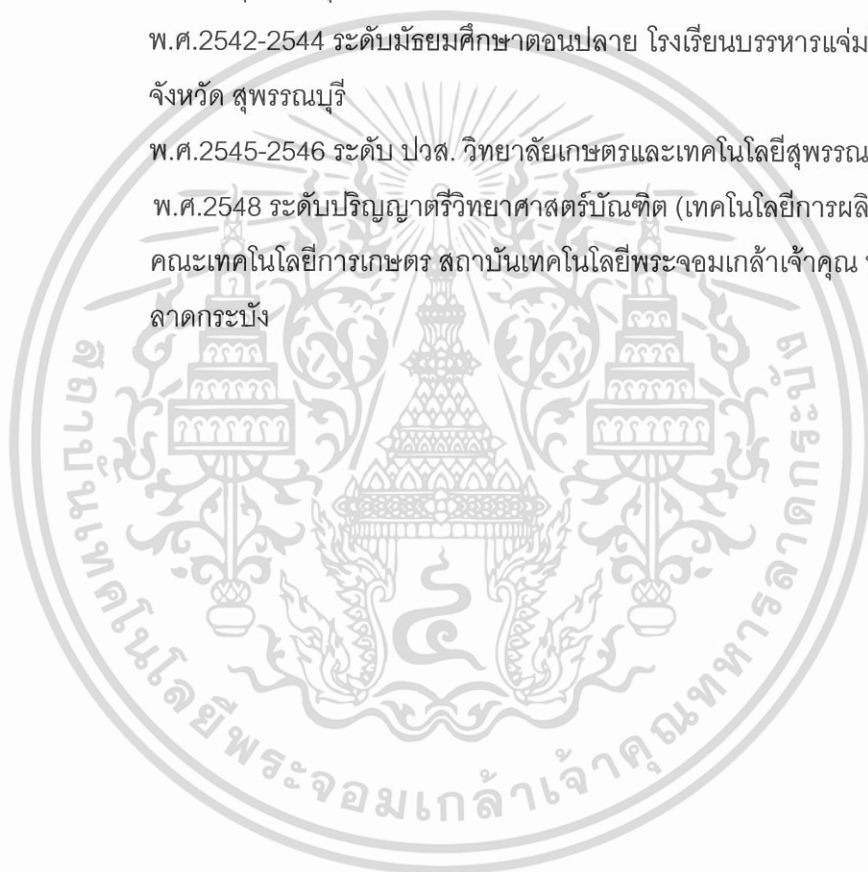 พ.ศ.2542-2544 ระดับมัธยมศึกษาตอนปลาย โรงเรียนบรรหารแจ่ม
จังหวัด สุพรรณบุรี
พ.ศ.2545-2546 ระดับ ปวส. วิทยาลัยเกษตรและเทคโนโลยีสุพรรณ
พ.ศ.2548 ระดับปริญญาตรีวิทยาศาสตร์บัณฑิต (เทคโนโลยีการผลิ
คณะเทคโนโลยีการเกษตร สถาบันเทคโนโลยีพระจอมเกล้าเจ้าคุณ
ลาดกระบัง
สถาบันเทคโนโลยีพระจอมเกล้าเจ้าคุณทหารลาดกระบัง